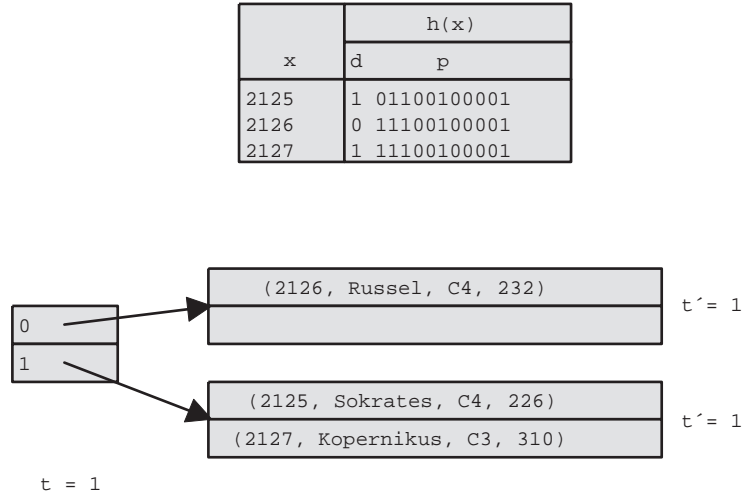 h(x)
x d p
2125 1 01100100001
2126 0 11100100001
2127 1 11100100001
(2126, Russel, C4, 232)
t´= 1
0
1
(2125, Sokrates, C4, 226)
t´= 1
(2127, Kopernikus, C3, 310)
t = 1